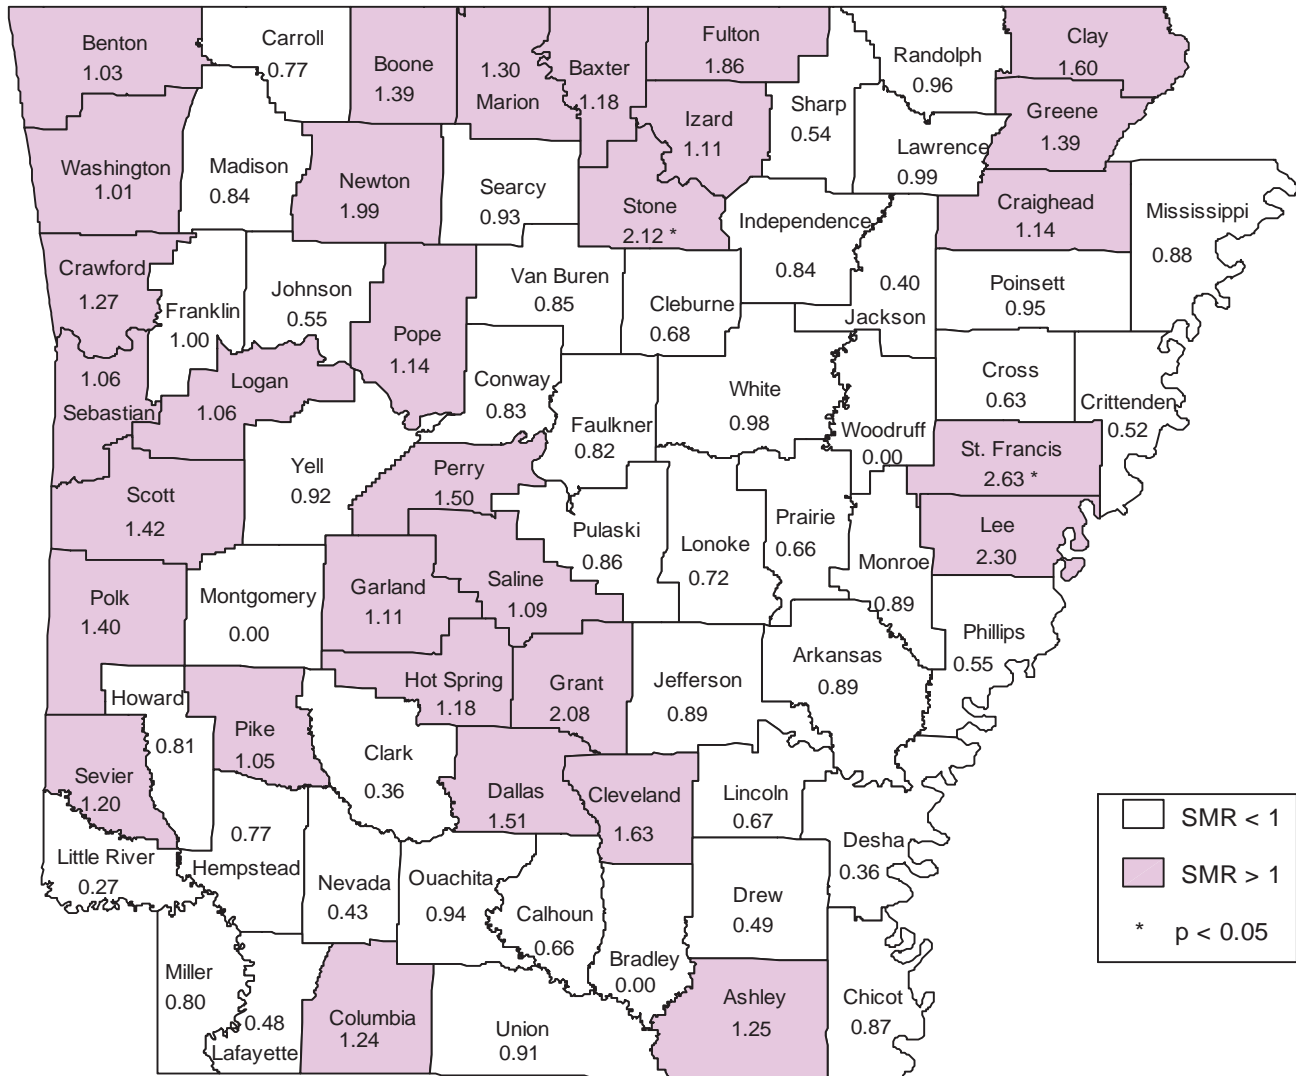 Benton
1.03
Carroll
0.77
Boone
1.39
1.30
Marion
Baxter
1.18
Fulton
1.86
Randolph
0.96
Clay
1.60
Sharp
0.54
Izard
1.11
Greene
1.39
Lawrence
0.99
Washington
1.01
Madison
0.84
Newton
1.99
Searcy
0.93
Stone
2.12 *
Independence
0.84
Craighead
1.14
Mississippi
0.88
Crawford
1.27
Franklin
1.00
Johnson
0.55
Pope
1.14
Van Buren
0.85
Cleburne
0.68
0.40
Jackson
Poinsett
0.95
1.06
Sebastian
Logan
1.06
Conway
0.83
Faulkner
0.82
White
0.98
Woodruff
0.00
Cross
0.63
Crittenden
0.52
Scott
1.42
Yell
0.92
Perry
1.50
Pulaski
0.86
Lonoke
0.72
Prairie
0.66
St. Francis
2.63 *
Lee
2.30
Monroe
0.89
Polk
1.40
Montgomery
0.00
Garland
1.11
Saline
1.09
Phillips
0.55
Howard
0.81
Pike
1.05
Hot Spring
1.18
Grant
2.08
Jefferson
0.89
Arkansas
0.89
Sevier
1.20
Clark
0.36
Dallas
1.51
Cleveland
1.63
Lincoln
0.67
Desha
0.36
Little River
0.27
0.77
Hempstead
Nevada
0.43
Ouachita
0.94
Calhoun
0.66
Bradley
0.00
Drew
0.49
Miller
0.80
0.48
Lafayette
Columbia
1.24
Union
0.91
Ashley
1.25
Chicot
0.87
SMR < 1
SMR > 1
* p < 0.05